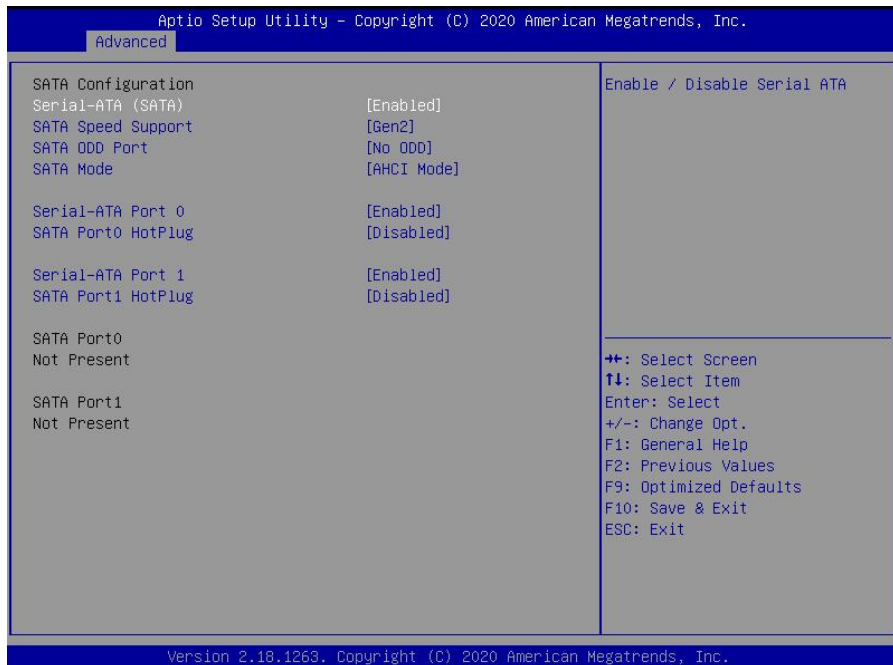 Aptio Setup Utility – Copyright (C) 2020 American Megatrends, Inc.
Advanced
SATA Configuration
Serial-ATA (SATA) [Enabled]
SATA Speed Support [Gen2]
SATA ODD Port [No ODD]
SATA Mode [AHCI Mode]
Serial-ATA Port 0 [Enabled]
SATA Port0 HotPlug [Disabled]
Serial-ATA Port 1 [Enabled]
SATA Port1 HotPlug [Disabled]
SATA Port0
Not Present
SATA Port1
Not Present
Enable / Disable Serial ATA
→←: Select Screen
↑↓: Select Item
Enter: Select
+/-: Change Opt.
F1: General Help
F2: Previous Values
F9: Optimized Defaults
F10: Save & Exit
ESC: Exit
Version 2.18.1263. Copyright (C) 2020 American Megatrends, Inc.